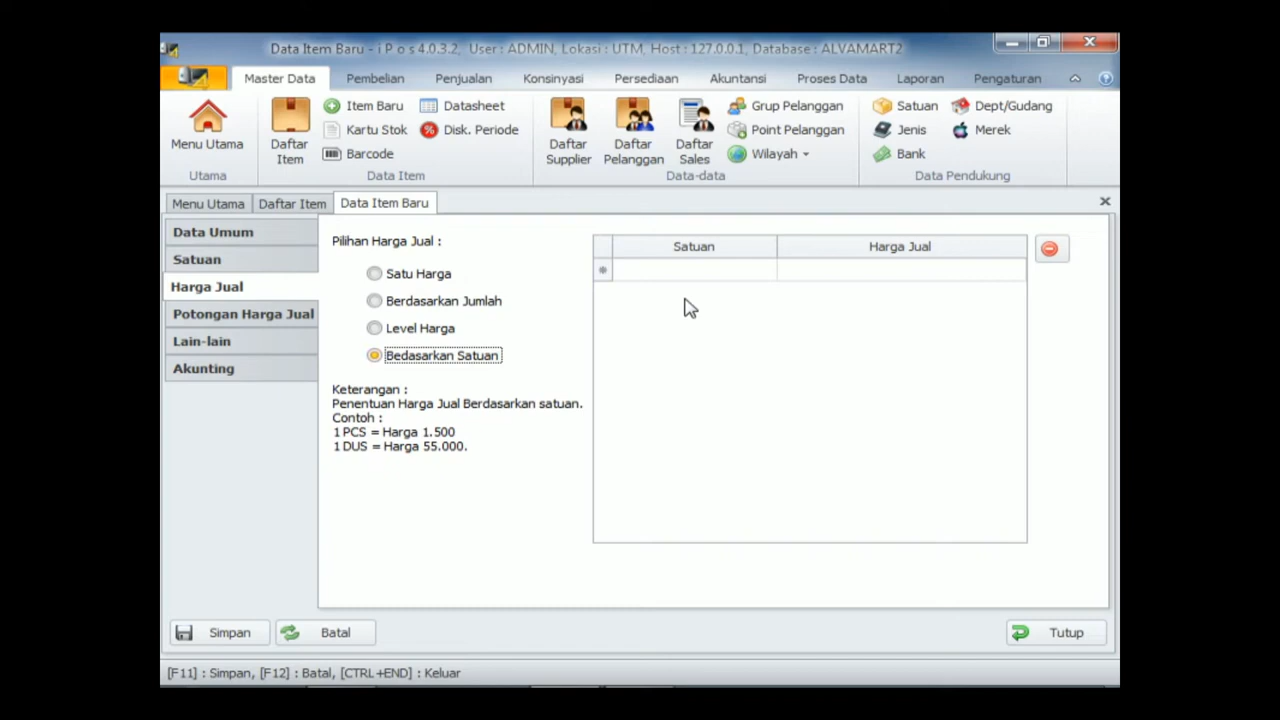 Data Item Baru - i P o s 4.0.3.2, User : ADMIN, Lokasi : UTM, Host : 127.0.0.1, Database : ALVAMART2
Master Data Pembelian Penjualan Konsinyasi Persediaan Akuntansi Proses Data Laporan Pengaturan
Menu Utama
Utama
Daftar Item
Item Baru
Kartu Stok
Barcode
Datasheet
Disk. Periode
Data Item
Daftar Supplier
Daftar Pelanggan
Daftar Sales
Grup Pelanggan
Point Pelanggan
Wilayah
Data-data
Satuan
Jenis
Bank
Dept/Gudang
Merek
Data Pendukung
Menu Utama Daftar Item Data Item Baru
Data Umum
Satuan
Harga Jual
Potongan Harga Jual
Lain-lain
Akunting
Pilihan Harga Jual :
Satu Harga
Berdasarkan Jumlah
Level Harga
Bedasarkan Satuan
Keterangan :
Penentuan Harga Jual Berdasarkan satuan.
Contoh :
1 PCS = Harga 1.500
1 DUS = Harga 55.000.
Satuan Harga Jual
Simpan Batal Tutup
[F11] : Simpan, [F12] : Batal, [CTRL+END] : Keluar